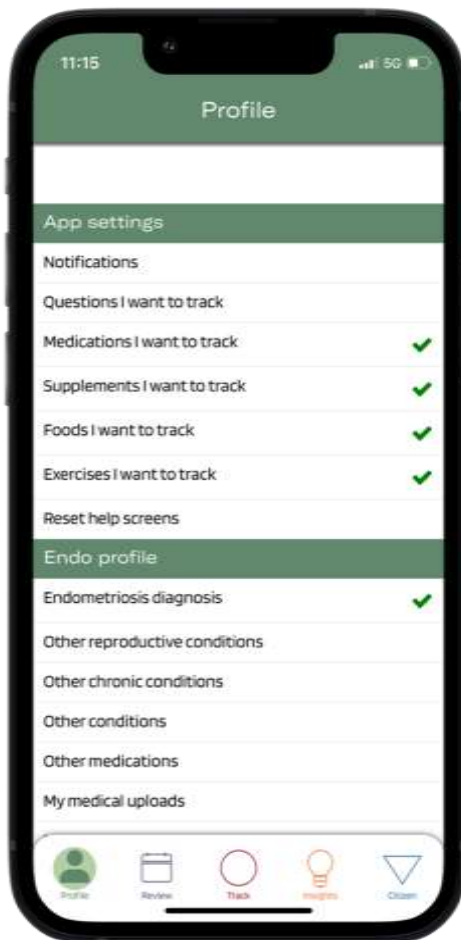 11:15
5G
Profile
App settings
Notifications
Questions I want to track
Medications I want to track
Supplements I want to track
Foods I want to track
Exercises I want to track
Reset help screens
Endo profile
Endometriosis diagnosis
Other reproductive conditions
Other chronic conditions
Other conditions
Other medications
My medical uploads
Profile Review Track Insights Citizen